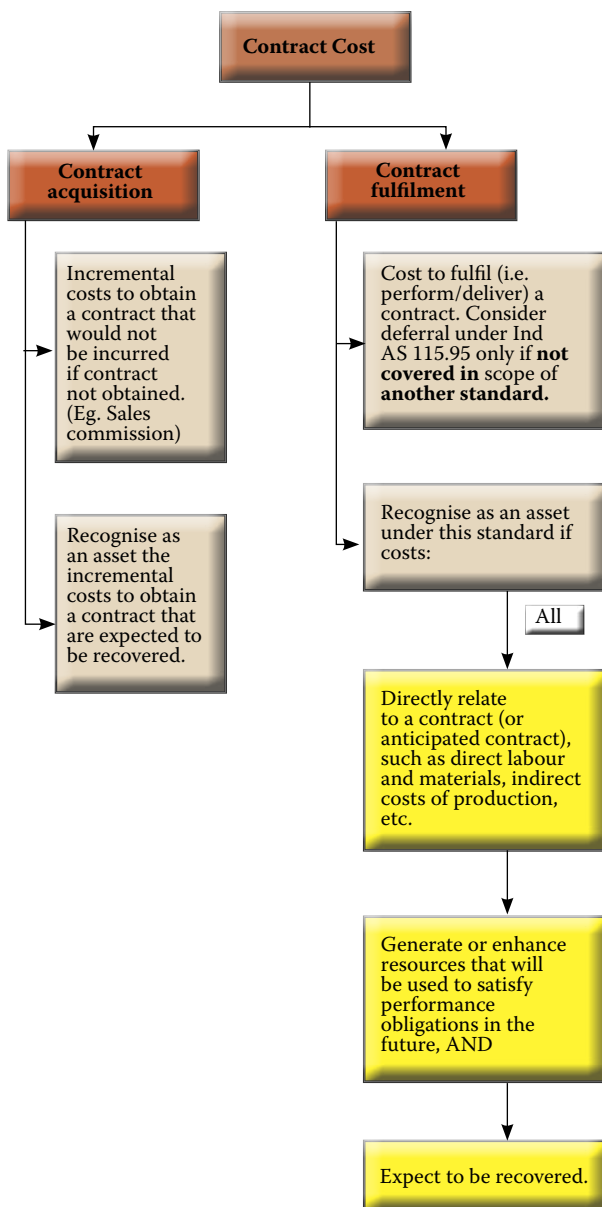 Contract Cost
Contract
acquisition
Incremental
costs to obtain
a contract that
would not
be incurred
if contract
not obtained.
(Eg. Sales
commission)
Recognise as
an asset the
incremental
costs to obtain
a contract that
are expected to
be recovered.
Contract
fulfilment
Cost to fulfil (i.e.
perform/deliver) a
contract. Consider
deferral under Ind
AS 115.95 only if not
covered in scope of
another standard.
Recognise as an asset
under this standard if
costs:
All
Directly relate
to a contract (or
anticipated contract),
such as direct labour
and materials, indirect
costs of production,
etc.
Generate or enhance
resources that will
be used to satisfy
performance
obligations in the
future, AND
Expect to be recovered.